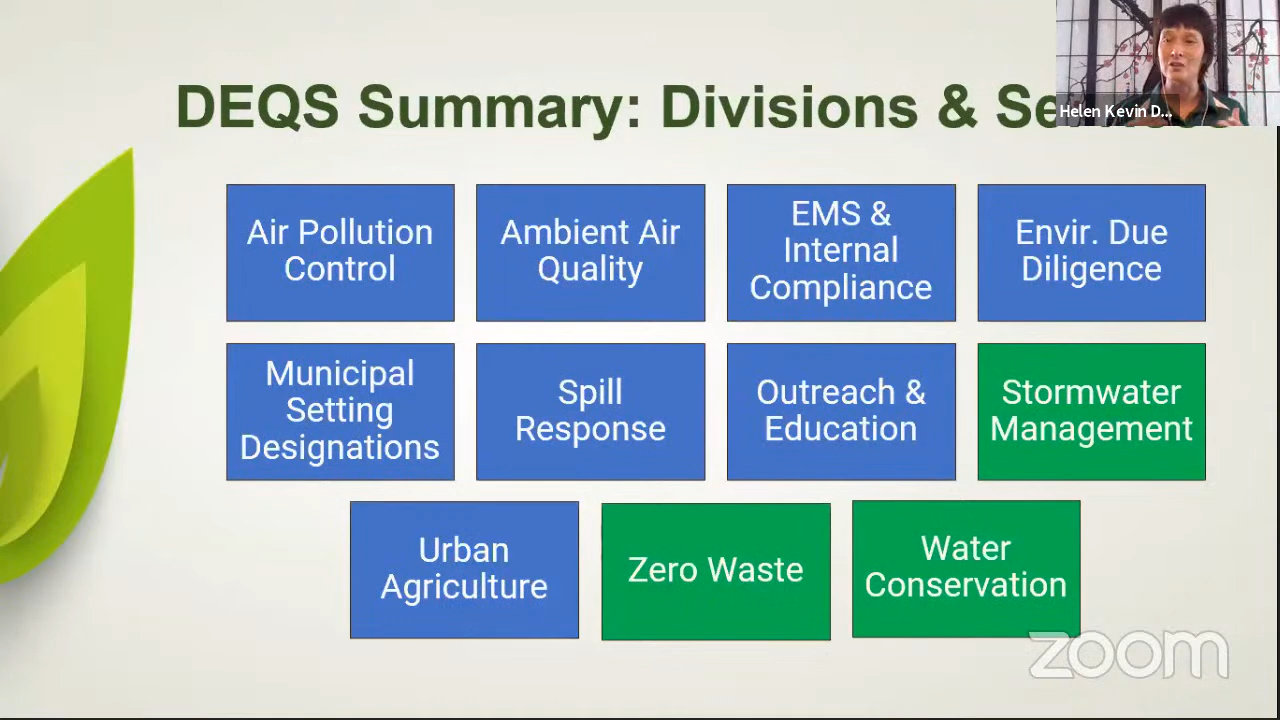 DEQS Summary: Divisions &
Helen Kevin D...
Air Pollution
Control
Ambient Air
Quality
EMS &
Internal
Compliance
Envir. Due
Diligence
Municipal
Setting
Designations
Spill
Response
Outreach &
Education
Stormwater
Management
Urban
Agriculture
Zero Waste
Water
Conservation
zoom